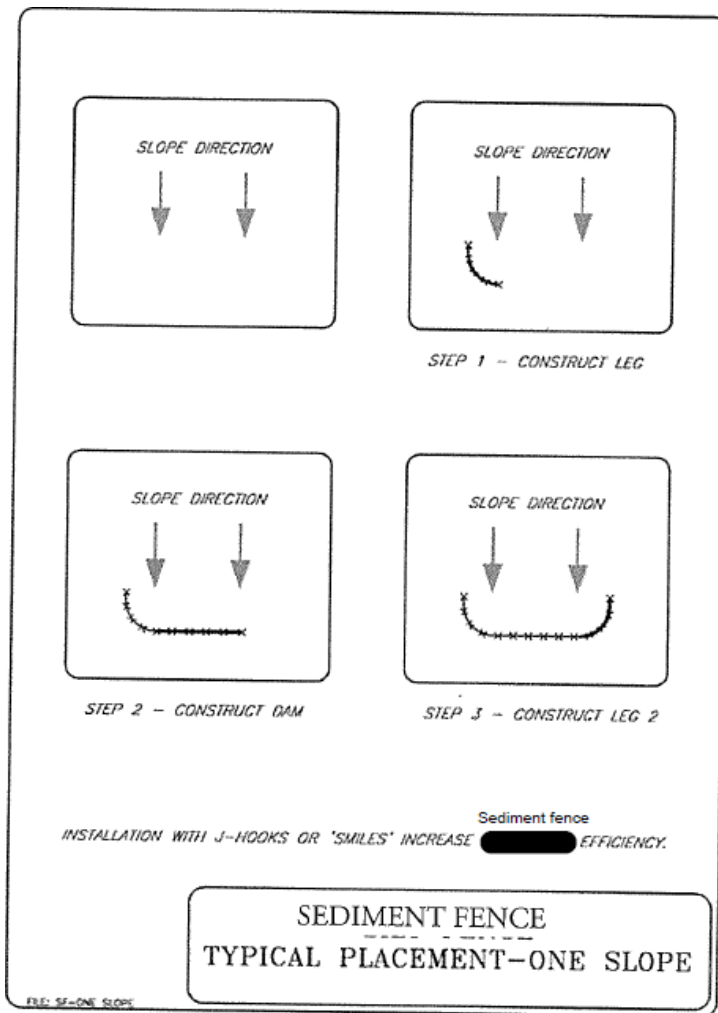 SLOPE DIRECTION
SLOPE DIRECTION
STEP 1 - CONSTRUCT LEG
SLOPE DIRECTION
SLOPE DIRECTION
STEP 2 - CONSTRUCT DAM
STEP 3 - CONSTRUCT LEG 2
Sediment fence
INSTALLATION WITH J-HOOKS OR 'SMILES' INCREASE EFFICIENCY.
SEDIMENT FENCE
TYPICAL PLACEMENT-ONE SLOPE
FILE: SF-ONE SLOPE